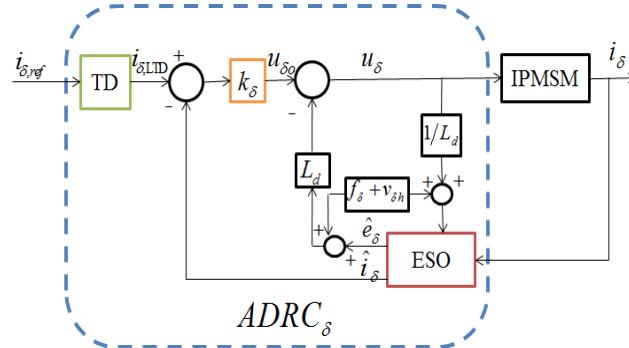 i_{δ,ref}
TD
i_{δ,LTD}
+
-
k_δ
u_{δo}
-
u_δ
IPMSM
i_δ
1/L_d
L_d
f_δ + v_{δh}
+
+
+
+
ê_δ
î_δ
ESO
ADRC_δ